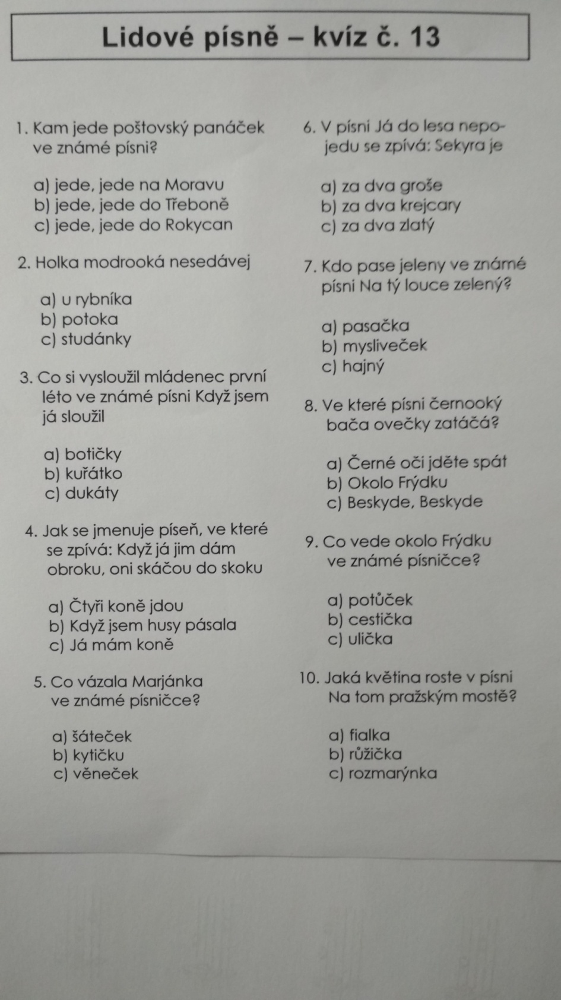 Lidové písně – kvíz č. 13
1. Kam jede poštovský panáček
ve známé písni?
a) jede, jede na Moravu
b) jede, jede do Třeboně
c) jede, jede do Rokycan
2. Holka modrooká nesedávej
a) u rybníka
b) potoka
c) studánky
3. Co si vysloužil mládenec první
léto ve známé písni Když jsem
já sloužil
a) botičky
b) kuřátko
c) dukáty
4. Jak se jmenuje píseň, ve které
se zpívá: Když já jim dám
obroku, oni skáčou do skoku
a) Čtyři koně jdou
b) Když jsem husy pásala
c) Já mám koně
5. Co vázala Marjánka
ve známé písničce?
a) šáteček
b) kytičku
c) věneček
6. V písni Já do lesa nepo-
jedu se zpívá: Sekyra je
a) za dva groše
b) za dva krejcary
c) za dva zlatý
7. Kdo pase jeleny ve známé
písni Na tý louce zelený?
a) pasačka
b) mysliveček
c) hajný
8. Ve které písni černooký
bača ovečky zatáčá?
a) Černé oči jděte spát
b) Okolo Frýdku
c) Beskyde, Beskyde
9. Co vede okolo Frýdku
ve známé písničce?
a) potůček
b) cestička
c) ulička
10. Jaká květina roste v písni
Na tom pražským mostě?
a) fialka
b) růžička
c) rozmarýnka